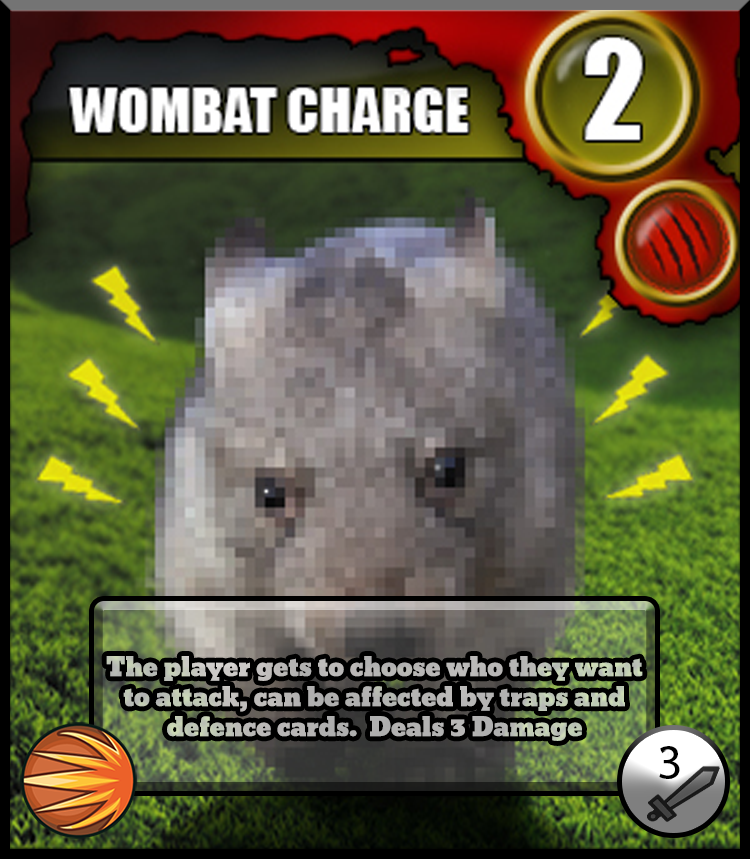 WOMBAT CHARGE
2
The player gets to choose who they want
to attack, can be affected by traps and
defence cards.  Deals 3 Damage
3